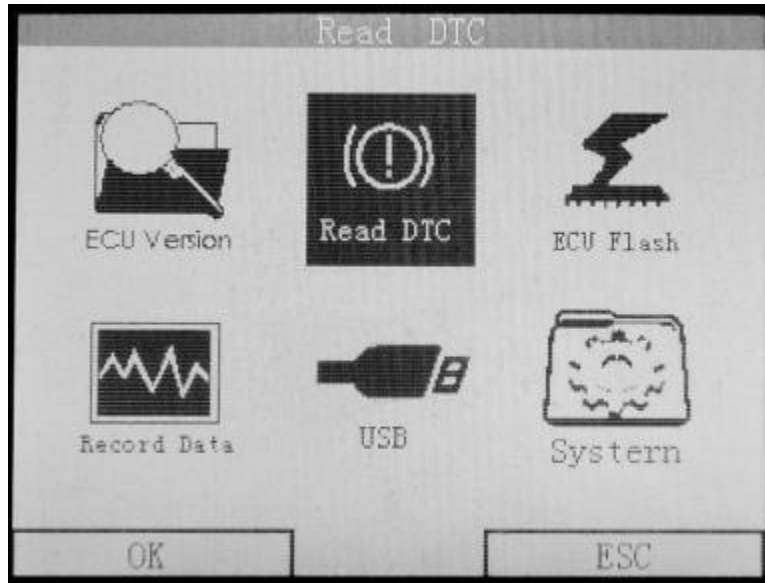 Read DTC
ECU Version
Read DTC
ECU Flash
Record Data
USB
Systern
OK
ESC